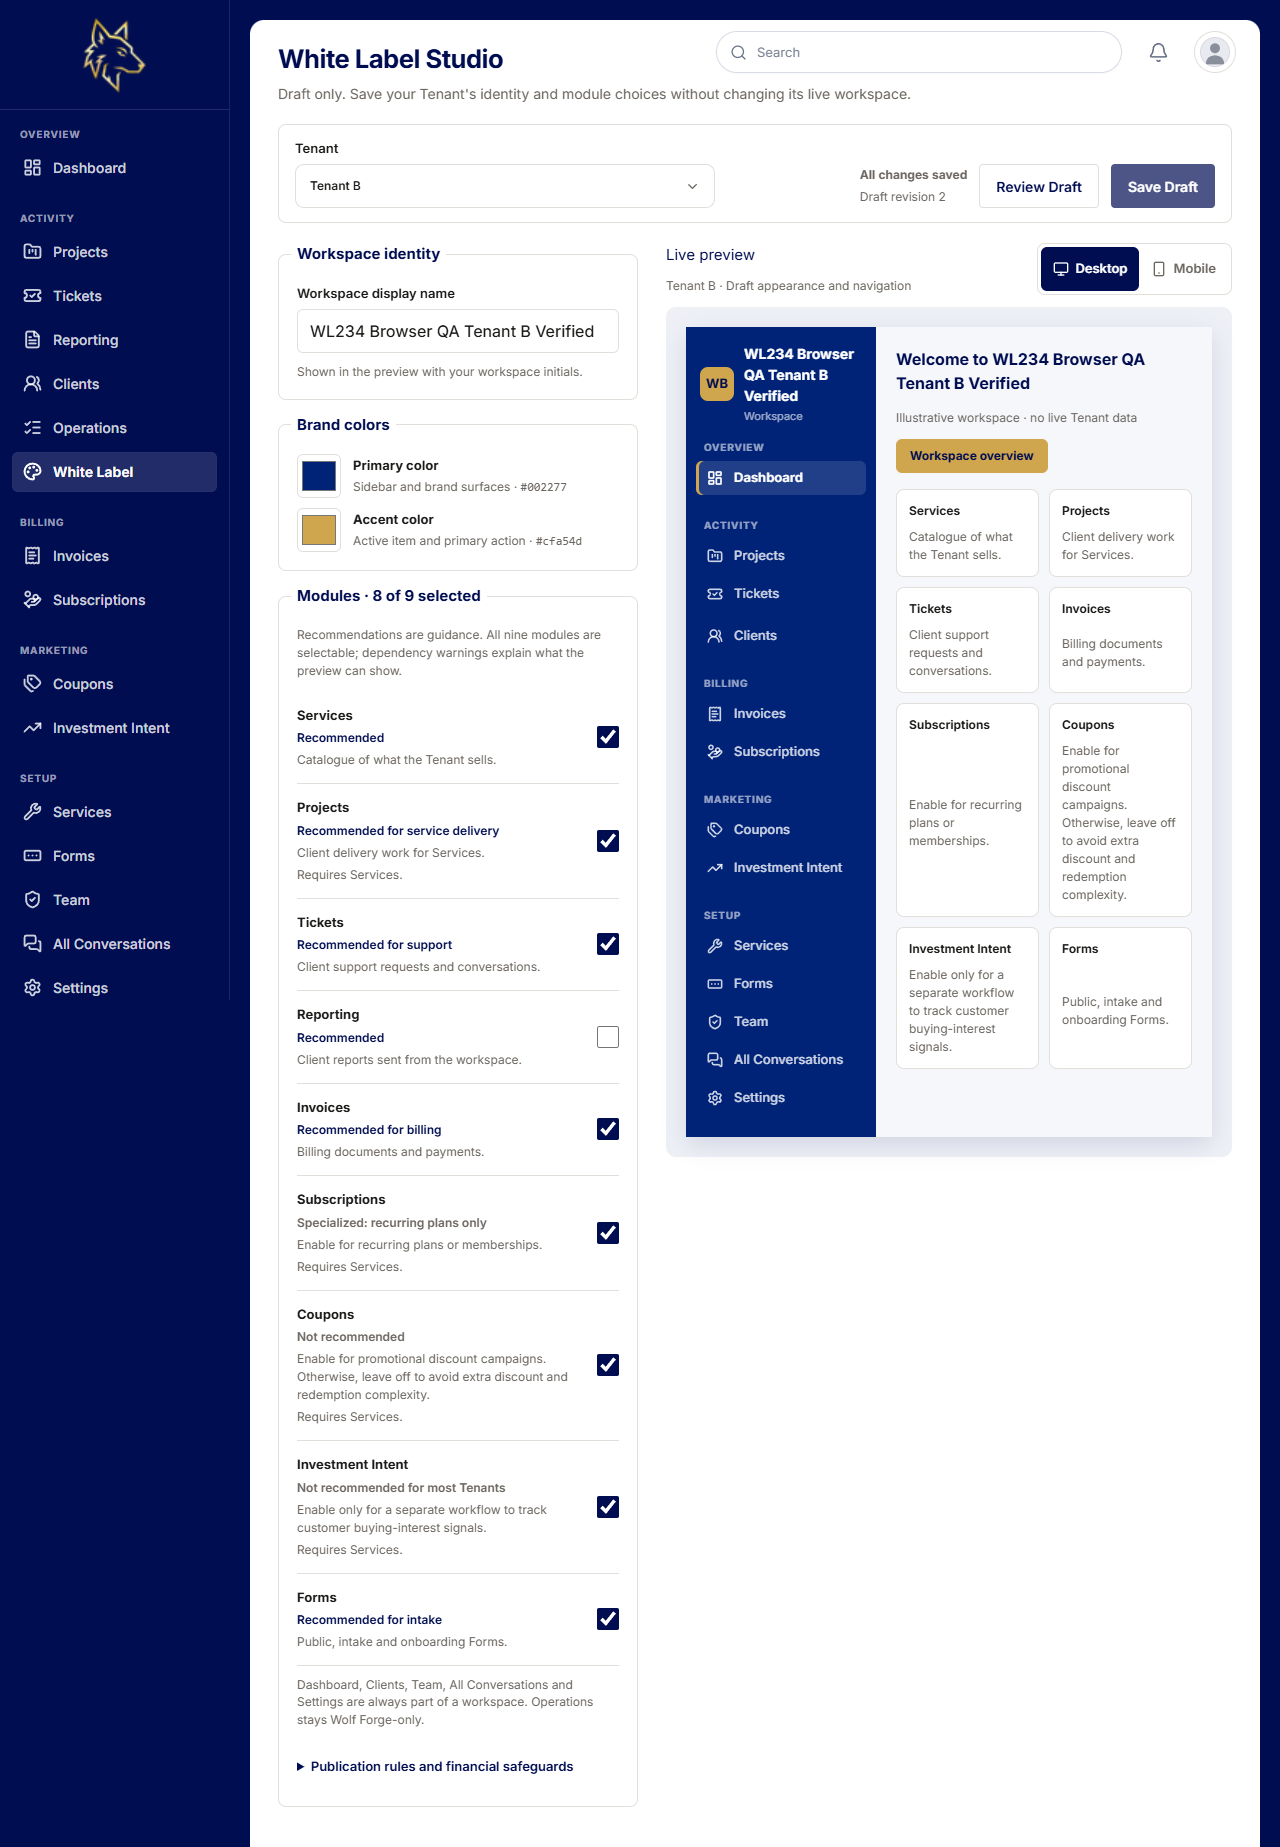 OVERVIEW
Dashboard
ACTIVITY
Projects
Tickets
Reporting
Clients
Operations
White Label
BILLING
Invoices
Subscriptions
MARKETING
Coupons
Investment Intent
SETUP
Services
Forms
Team
All Conversations
Settings
White Label Studio
Search
Draft only. Save your Tenant's identity and module choices without changing its live workspace.
Tenant
Tenant B
All changes saved
Draft revision 2
Review Draft
Save Draft
Workspace identity
Workspace display name
WL234 Browser QA Tenant B Verified
Shown in the preview with your workspace initials.
Brand colors
Primary color
Sidebar and brand surfaces · #002277
Accent color
Active item and primary action · #cfa54d
Modules · 8 of 9 selected
Recommendations are guidance. All nine modules are
selectable; dependency warnings explain what the
preview can show.
Services
Recommended
Catalogue of what the Tenant sells.
Projects
Recommended for service delivery
Client delivery work for Services.
Requires Services.
Tickets
Recommended for support
Client support requests and conversations.
Reporting
Recommended
Client reports sent from the workspace.
Invoices
Recommended for billing
Billing documents and payments.
Subscriptions
Specialized: recurring plans only
Enable for recurring plans or memberships.
Requires Services.
Coupons
Not recommended
Enable for promotional discount campaigns.
Otherwise, leave off to avoid extra discount and
redemption complexity.
Requires Services.
Investment Intent
Not recommended for most Tenants
Enable only for a separate workflow to track
customer buying-interest signals.
Requires Services.
Forms
Recommended for intake
Public, intake and onboarding Forms.
Dashboard, Clients, Team, All Conversations and
Settings are always part of a workspace. Operations
stays Wolf Forge-only.
Publication rules and financial safeguards
Live preview
Tenant B · Draft appearance and navigation
Desktop
Mobile
WB
WL234 Browser
QA Tenant B
Verified
Workspace
OVERVIEW
Dashboard
ACTIVITY
Projects
Tickets
Clients
BILLING
Invoices
Subscriptions
MARKETING
Coupons
Investment Intent
SETUP
Services
Forms
Team
All Conversations
Settings
Welcome to WL234 Browser QA
Tenant B Verified
Illustrative workspace · no live Tenant data
Workspace overview
Services
Catalogue of what
the Tenant sells.
Projects
Client delivery work
for Services.
Tickets
Client support
requests and
conversations.
Invoices
Billing documents
and payments.
Subscriptions
Enable for recurring
plans or
memberships.
Coupons
Enable for
promotional
discount
campaigns.
Otherwise, leave off
to avoid extra
discount and
redemption
complexity.
Investment Intent
Enable only for a
separate workflow
to track customer
buying-interest
signals.
Forms
Public, intake and
onboarding Forms.